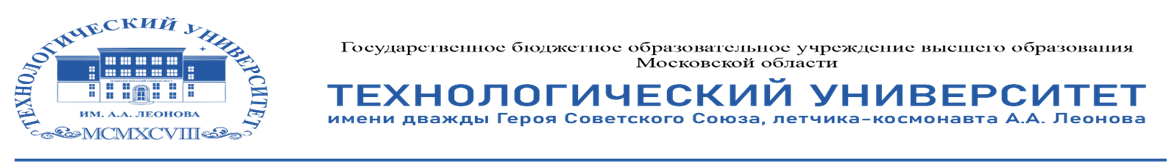 ТЕХНОЛОГИЧЕСКИЙ УНИВЕРСИТЕТ
ИМ. А.А. ЛЕОНОВА
MCMXCVIII
Государственное бюджетное образовательное учреждение высшего образования
Московской области
ТЕХНОЛОГИЧЕСКИЙ УНИВЕРСИТЕТ
имени дважды Героя Советского Союза, летчика-космонавта А.А. Леонова